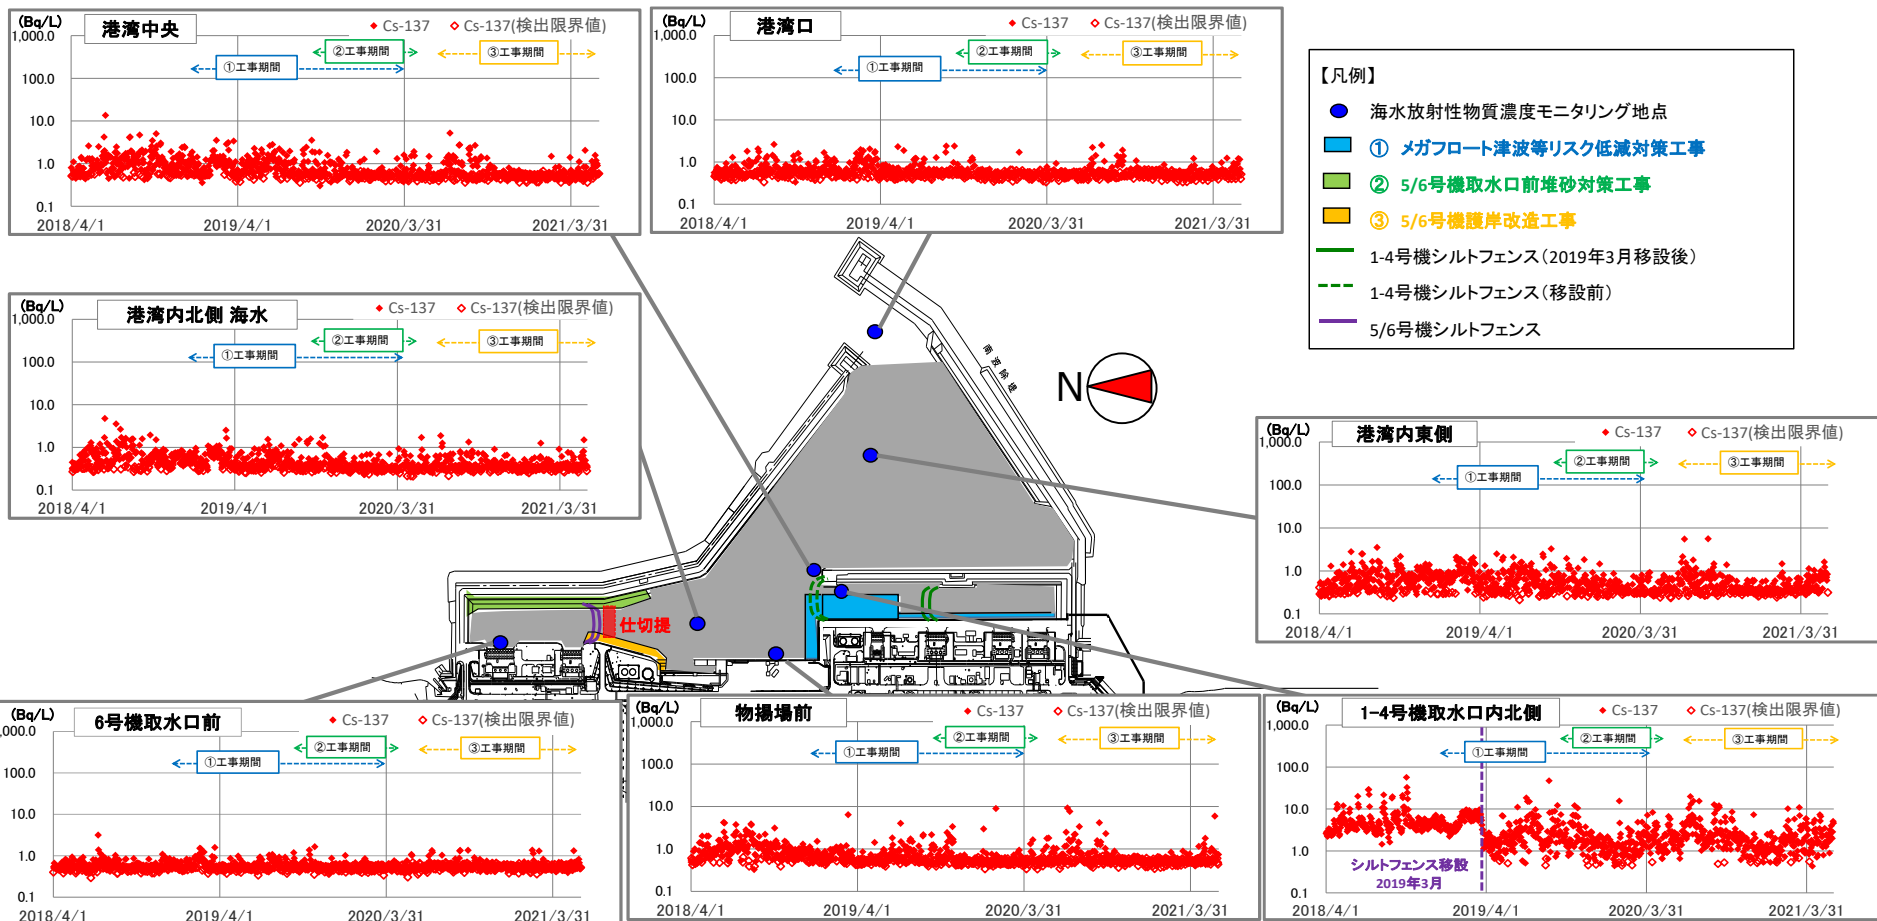 (Bq/L)
港湾中央
Cs-137
Cs-137(検出限界値)
1,000.0
100.0
10.0
1.0
0.1
①工事期間
②工事期間
③工事期間
2018/4/1
2019/4/1
2020/3/31
2021/3/31
(Bq/L)
港湾口
Cs-137
Cs-137(検出限界値)
1,000.0
100.0
10.0
1.0
0.1
①工事期間
②工事期間
③工事期間
2018/4/1
2019/4/1
2020/3/31
2021/3/31
【凡例】
海水放射性物質濃度モニタリング地点
① メガフロート津波等リスク低減対策工事
② 5/6号機取水口前堆砂対策工事
③ 5/6号機護岸改造工事
1-4号機シルトフェンス(2019年3月移設後)
1-4号機シルトフェンス(移設前)
5/6号機シルトフェンス
(Bq/L)
港湾内北側 海水
Cs-137
Cs-137(検出限界値)
1,000.0
100.0
10.0
1.0
0.1
①工事期間
②工事期間
③工事期間
2018/4/1
2019/4/1
2020/3/31
2021/3/31
南波除堤
N
仕切提
(Bq/L)
港湾内東側
Cs-137
Cs-137(検出限界値)
1,000.0
100.0
10.0
1.0
0.1
①工事期間
②工事期間
③工事期間
2018/4/1
2019/4/1
2020/3/31
2021/3/31
(Bq/L)
6号機取水口前
Cs-137
Cs-137(検出限界値)
,000.0
100.0
10.0
1.0
0.1
①工事期間
②工事期間
③工事期間
2018/4/1
2019/4/1
2020/3/31
2021/3/31
(Bq/L)
物揚場前
Cs-137
Cs-137(検出限界値)
1,000.0
100.0
10.0
1.0
0.1
①工事期間
②工事期間
③工事期間
2018/4/1
2019/4/1
2020/3/31
2021/3/31
(Bq/L)
1-4号機取水口内北側
Cs-137
Cs-137(検出限界値)
1,000.0
100.0
10.0
1.0
0.1
①工事期間
②工事期間
③工事期間
シルトフェンス移設
2019年3月
2018/4/1
2019/4/1
2020/3/31
2021/3/31